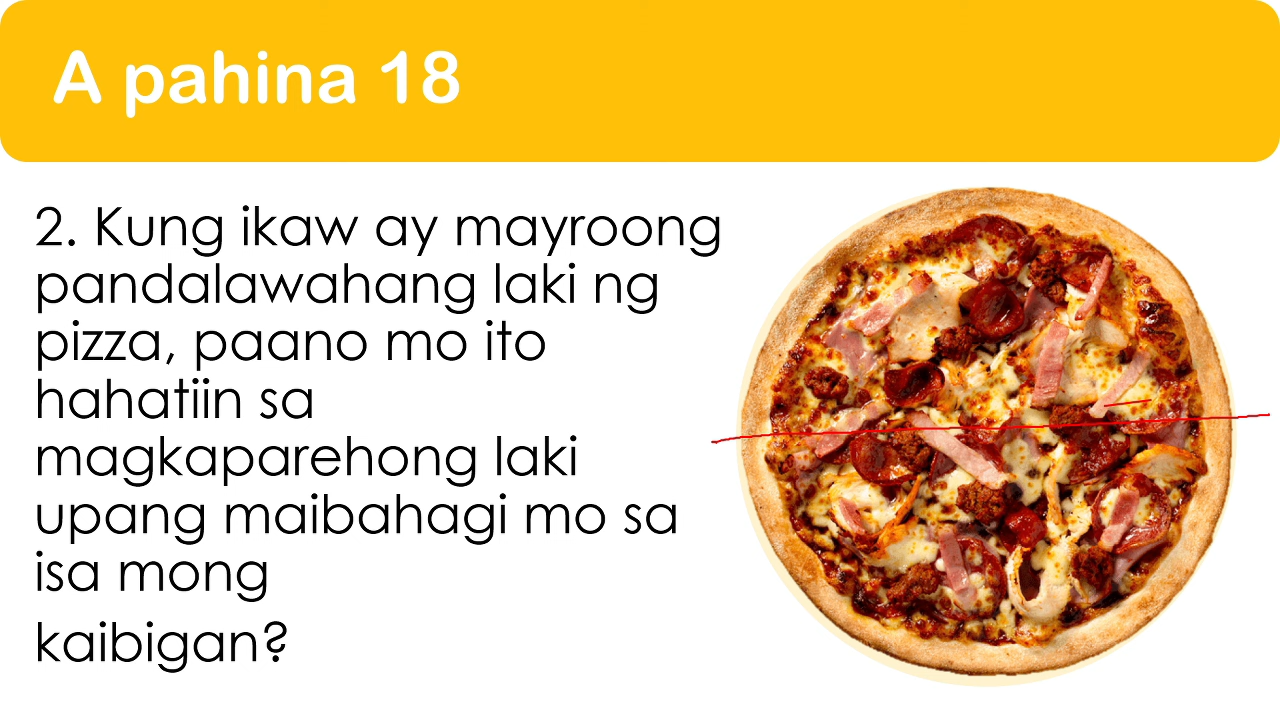 A pahina 18
2. Kung ikaw ay mayroong
pandalawahang laki ng
pizza, paano mo ito
hahatiin sa
magkaparehong laki
upang maibahagi mo sa
isa mong
kaibigan?